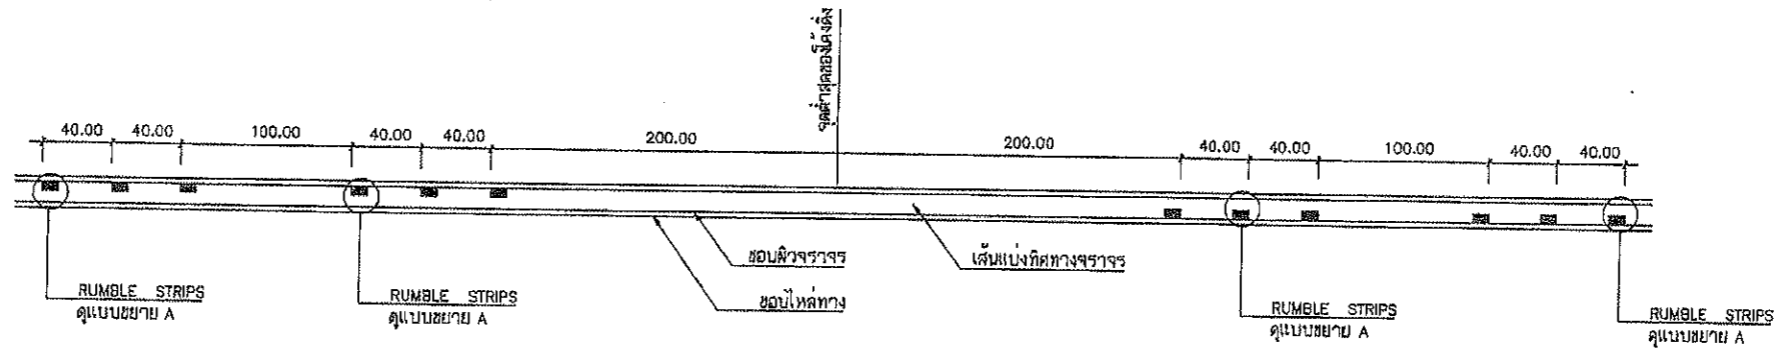 จุดต่ำสุดของโค้งดิ่ง
40.00 40.00 100.00 40.00 40.00 200.00 200.00 40.00 40.00 100.00 40.00 40.00
ขอบผิวจราจร
เส้นแบ่งทิศทางจราจร
ขอบไหล่ทาง
RUMBLE STRIPS
ดูแบบขยาย A
RUMBLE STRIPS
ดูแบบขยาย A
RUMBLE STRIPS
ดูแบบขยาย A
RUMBLE STRIPS
ดูแบบขยาย A